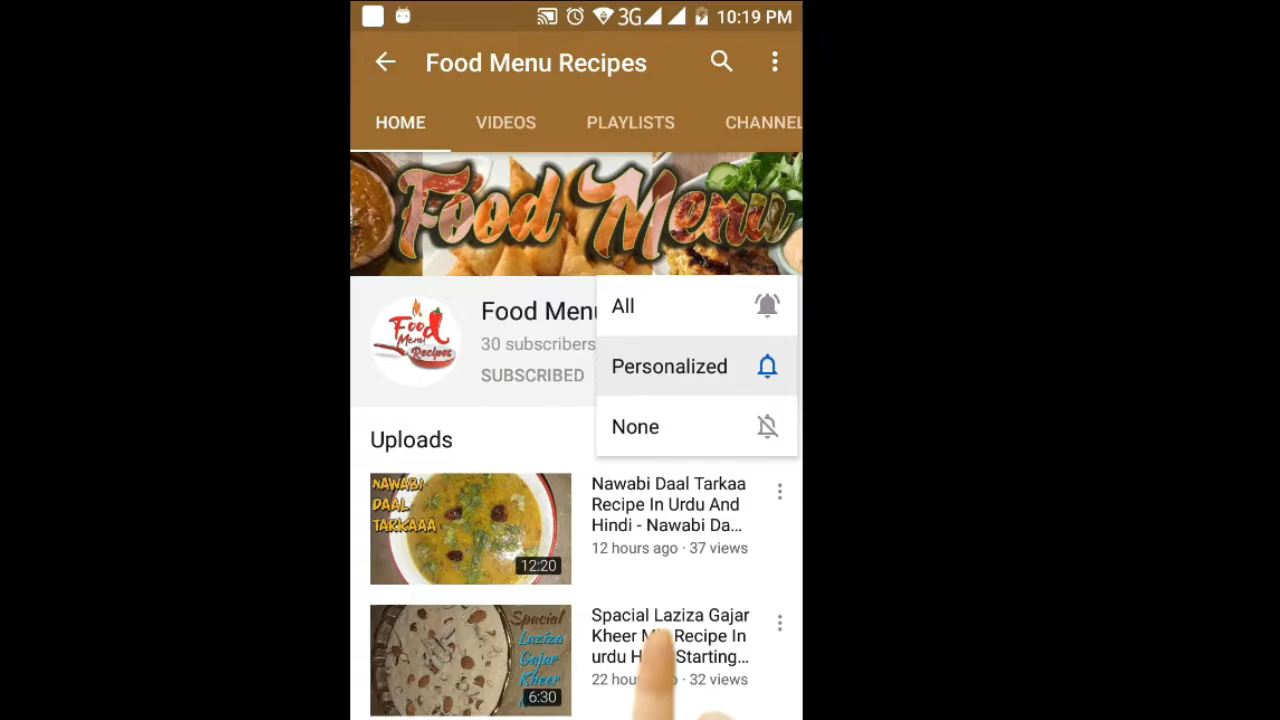 3G 10:19 PM
Food Menu Recipes
HOME VIDEOS PLAYLISTS CHANNEL
Food Menu
Food Menu Recipes
Food Men
30 subscribers
SUBSCRIBED
All
Personalized
None
Uploads
NAWABI
DAAL
TARKAAA
12:20
Nawabi Daal Tarkaa
Recipe In Urdu And
Hindi - Nawabi Da...
12 hours ago · 37 views
Spacial
Laziza
Gajar
Kheer
6:30
Spacial Laziza Gajar
Kheer Recipe In
urdu Starting...
22 32 views